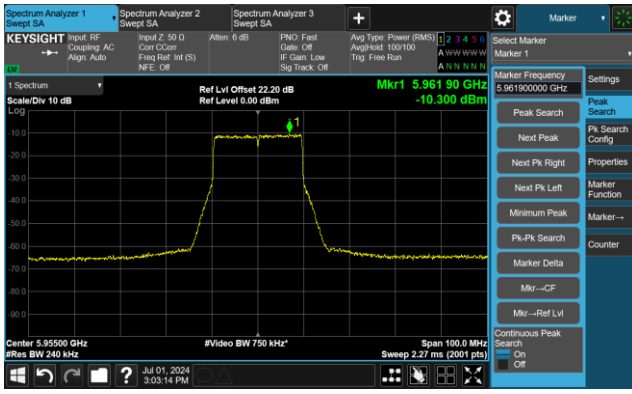 Spectrum Analyzer 1
Swept SA
Spectrum Analyzer 2
Swept SA
Spectrum Analyzer 3
Swept SA
+
Marker
KEYSIGHT
Input: RF
Coupling: AC
Align: Auto
Input Z: 50 Ω
Corr CCorr
Freq Ref: Int (S)
NFE: Off
Atten: 6 dB
PNO: Fast
Gate: Off
IF Gain: Low
Sig Track: Off
Avg Type: Power (RMS)
Avg|Hold: 100/100
Trig: Free Run
1 2 3 4 5 6
A W W W W W
A N N N N N
LW
Select Marker
Marker 1
1 Spectrum
Scale/Div 10 dB
Log
Ref Lvl Offset 22.20 dB
Ref Level 0.00 dBm
Mkr1 5.961 90 GHz
-10.300 dBm
1
-10.0
-20.0
-30.0
-40.0
-50.0
-60.0
-70.0
-80.0
-90.0
Center 5.95500 GHz
#Res BW 240 kHz
#Video BW 750 kHz*
Span 100.0 MHz
Sweep 2.27 ms (2001 pts)
Marker Frequency
5.961900000 GHz
Peak Search
Next Peak
Next Pk Right
Next Pk Left
Minimum Peak
Pk-Pk Search
Marker Delta
Mkr→CF
Mkr→Ref Lvl
Continuous Peak
Search
On
Off
Settings
Peak
Search
Pk Search
Config
Properties
Marker
Function
Marker→
Counter
?
Jul 01, 2024
3:03:14 PM